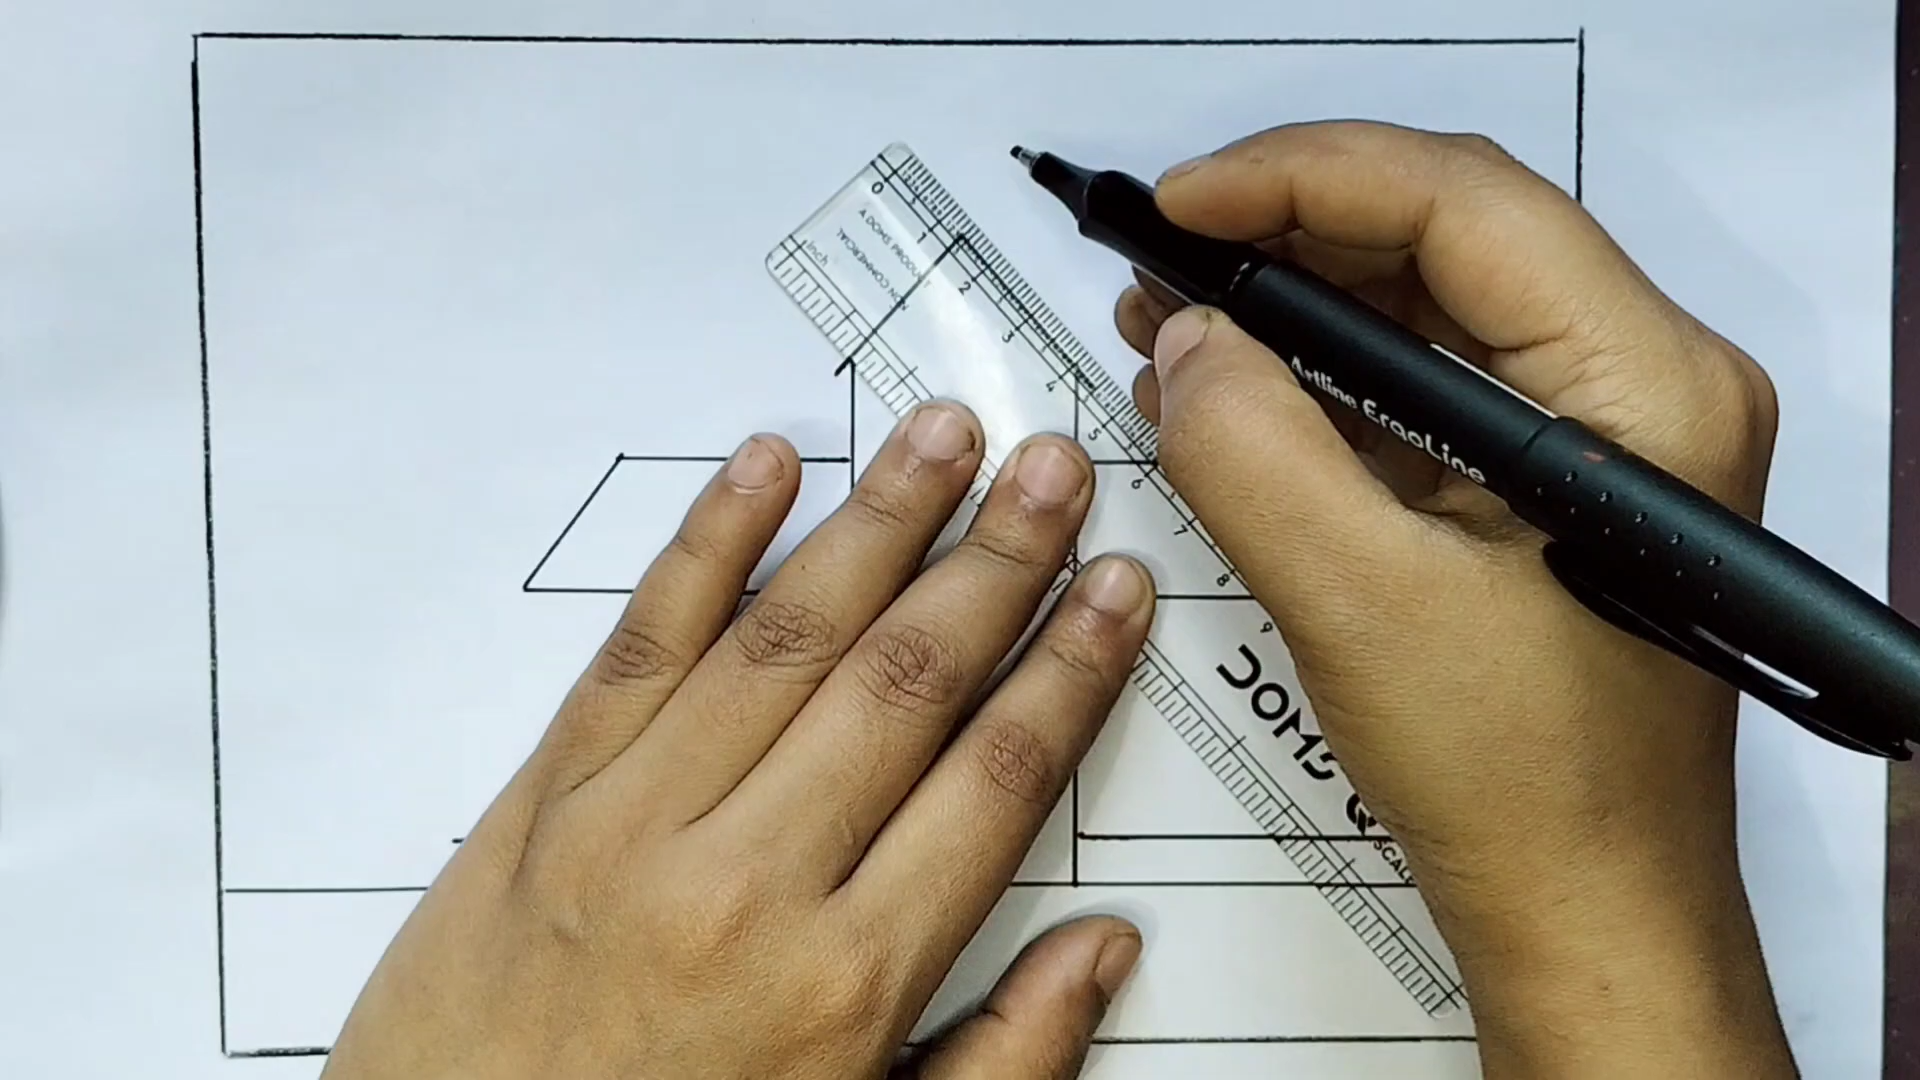 0 1 2 3 4 5 6 7 8 9
A DOMS PRODUCT
NON COMMERCIAL
Inch
DOMS
SCALE
Artline ErgoLine